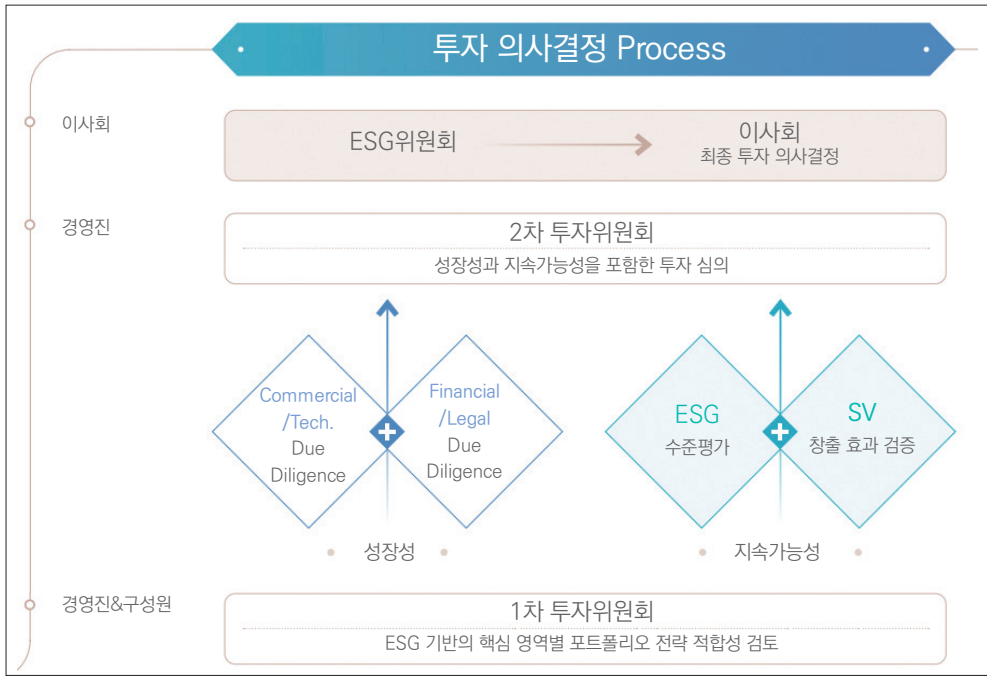 투자 의사결정 Process
이사회
ESG위원회
이사회
최종 투자 의사결정
경영진
2차 투자위원회
성장성과 지속가능성을 포함한 투자 심의
Commercial
/Tech.
Due
Diligence
Financial
/Legal
Due
Diligence
ESG
수준평가
SV
창출 효과 검증
성장성
지속가능성
경영진&구성원
1차 투자위원회
ESG 기반의 핵심 영역별 포트폴리오 전략 적합성 검토